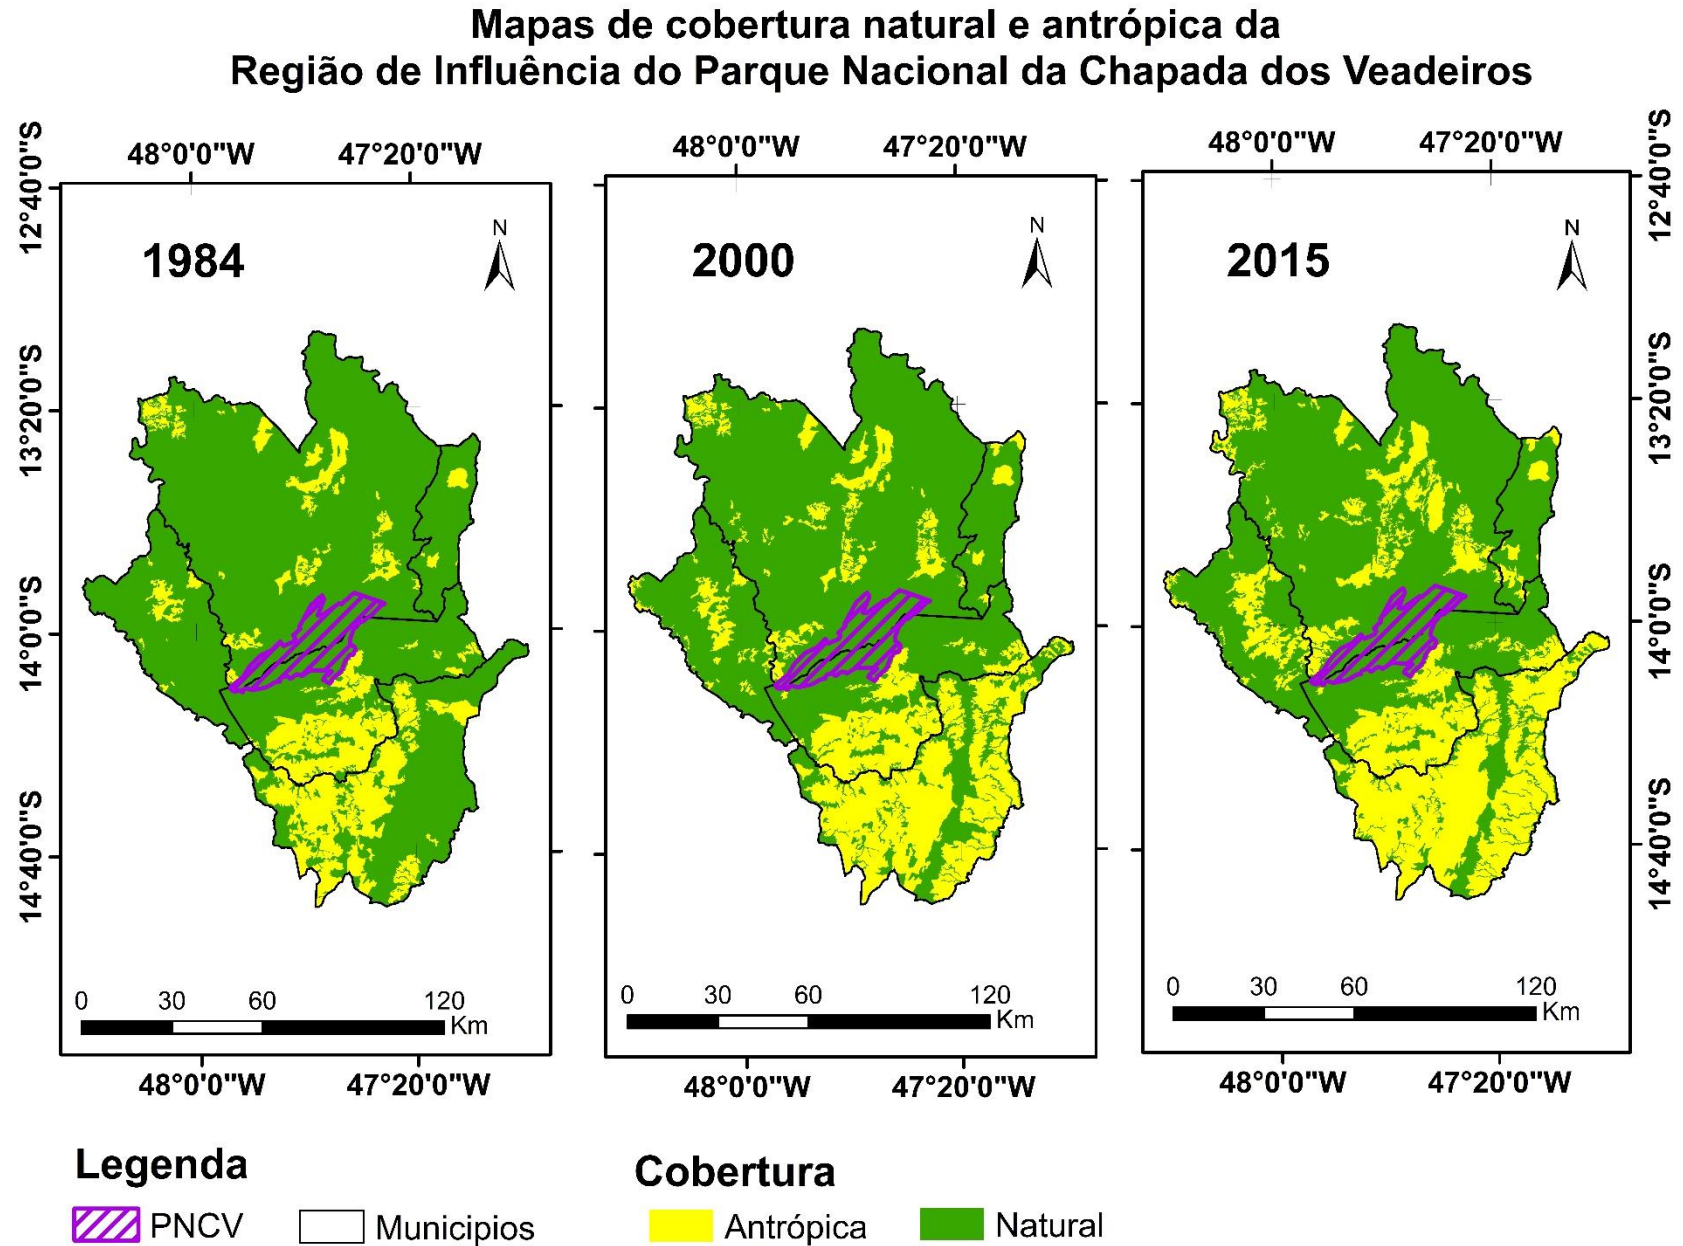 Mapas de cobertura natural e antrópica da
Região de Influência do Parque Nacional da Chapada dos Veadeiros
48°0'0"W 47°20'0"W 48°0'0"W 47°20'0"W 48°0'0"W 47°20'0"W
12°40'0"S
13°20'0"S
14°0'0"S
14°40'0"S
1984
N
2000
N
2015
N
12°40'0"S
13°20'0"S
14°0'0"S
14°40'0"S
0 30 60 120
Km
0 30 60 120
Km
0 30 60 120
Km
48°0'0"W 47°20'0"W 48°0'0"W 47°20'0"W 48°0'0"W 47°20'0"W
Legenda
PNCV Municipios
Cobertura
Antrópica Natural